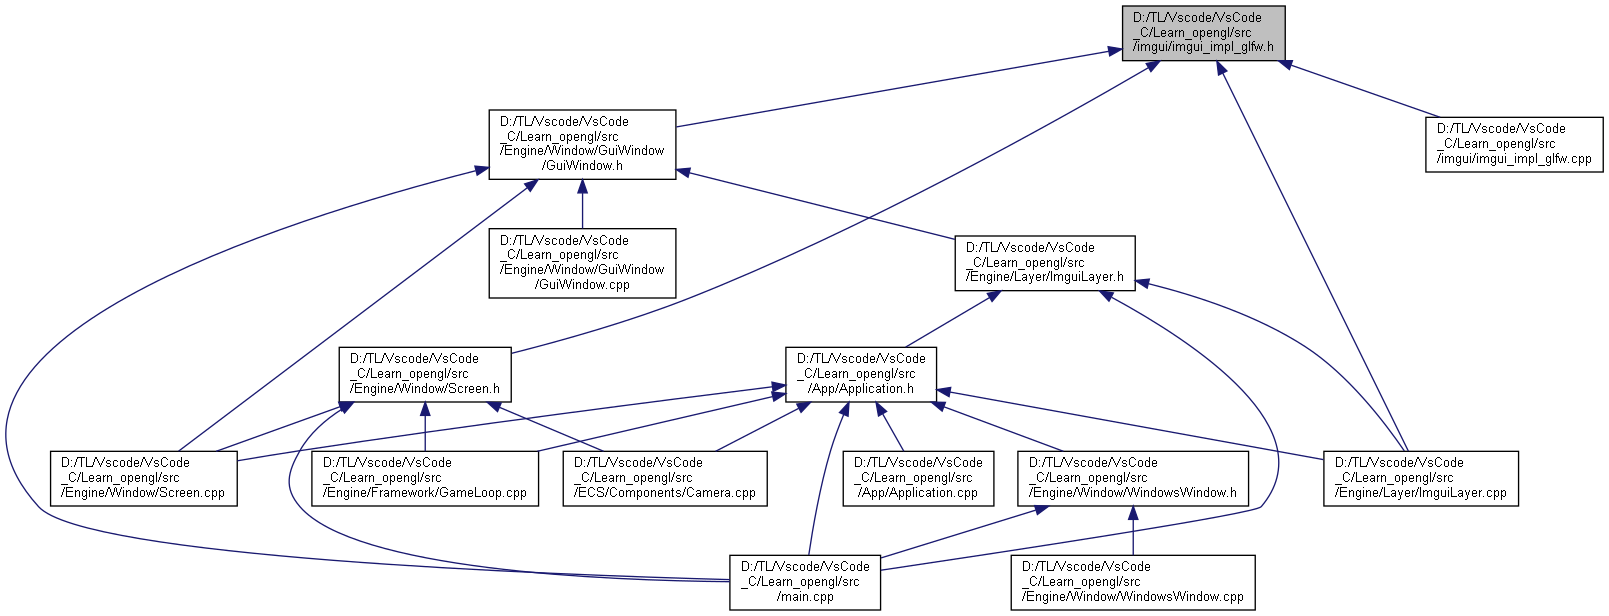 D:/TL/Vscode/VsCode
_C/Learn_opengl/src
/imgui/imgui_impl_glfw.h
D:/TL/Vscode/VsCode
_C/Learn_opengl/src
/Engine/Window/GuiWindow
/GuiWindow.h
D:/TL/Vscode/VsCode
_C/Learn_opengl/src
/imgui/imgui_impl_glfw.cpp
D:/TL/Vscode/VsCode
_C/Learn_opengl/src
/Engine/Window/GuiWindow
/GuiWindow.cpp
D:/TL/Vscode/VsCode
_C/Learn_opengl/src
/Engine/Layer/ImguiLayer.h
D:/TL/Vscode/VsCode
_C/Learn_opengl/src
/Engine/Window/Screen.h
D:/TL/Vscode/VsCode
_C/Learn_opengl/src
/App/Application.h
D:/TL/Vscode/VsCode
_C/Learn_opengl/src
/Engine/Window/Screen.cpp
D:/TL/Vscode/VsCode
_C/Learn_opengl/src
/Engine/Framework/GameLoop.cpp
D:/TL/Vscode/VsCode
_C/Learn_opengl/src
/ECS/Components/Camera.cpp
D:/TL/Vscode/VsCode
_C/Learn_opengl/src
/App/Application.cpp
D:/TL/Vscode/VsCode
_C/Learn_opengl/src
/Engine/Window/WindowsWindow.h
D:/TL/Vscode/VsCode
_C/Learn_opengl/src
/Engine/Layer/ImguiLayer.cpp
D:/TL/Vscode/VsCode
_C/Learn_opengl/src
/main.cpp
D:/TL/Vscode/VsCode
_C/Learn_opengl/src
/Engine/Window/WindowsWindow.cpp